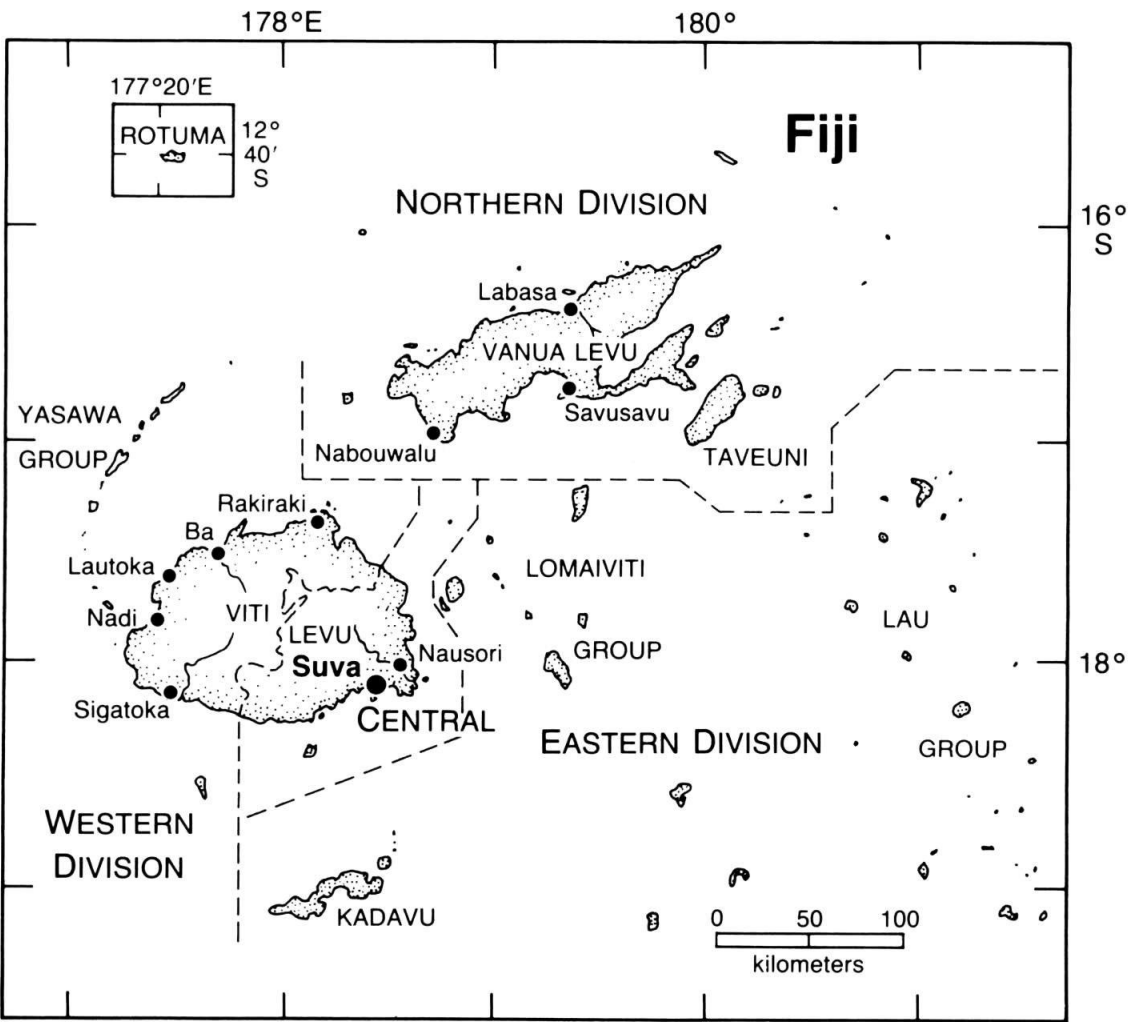 178°E
180°
177°20'E
ROTUMA
12°
40'
S
Fiji
NORTHERN DIVISION
16°
S
Labasa
VANUA LEVU
Savusavu
Nabouwalu
TAVEUNI
YASAWA
GROUP
Rakiraki
Ba
Lautoka
Nadi
VITI
LEVU
Suva
Nausori
Sigatoka
CENTRAL
LOMAIVITI
GROUP
LAU
GROUP
18°
S
EASTERN DIVISION
WESTERN
DIVISION
KADAVU
0
50
100
kilometers